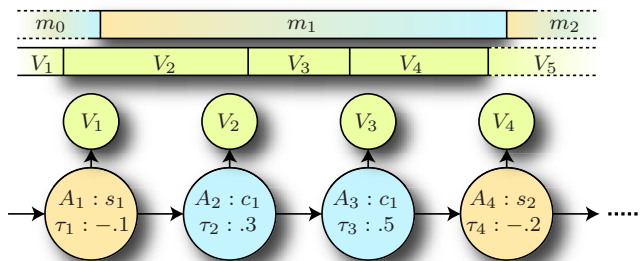 m₀ m₁ m₂
V₁ V₂ V₃ V₄ V₅
V₁ V₂ V₃ V₄
A₁ : s₁ A₂ : c₁ A₃ : c₁ A₄ : s₂
τ₁ : -.1 τ₂ : .3 τ₃ : .5 τ₄ : -.2